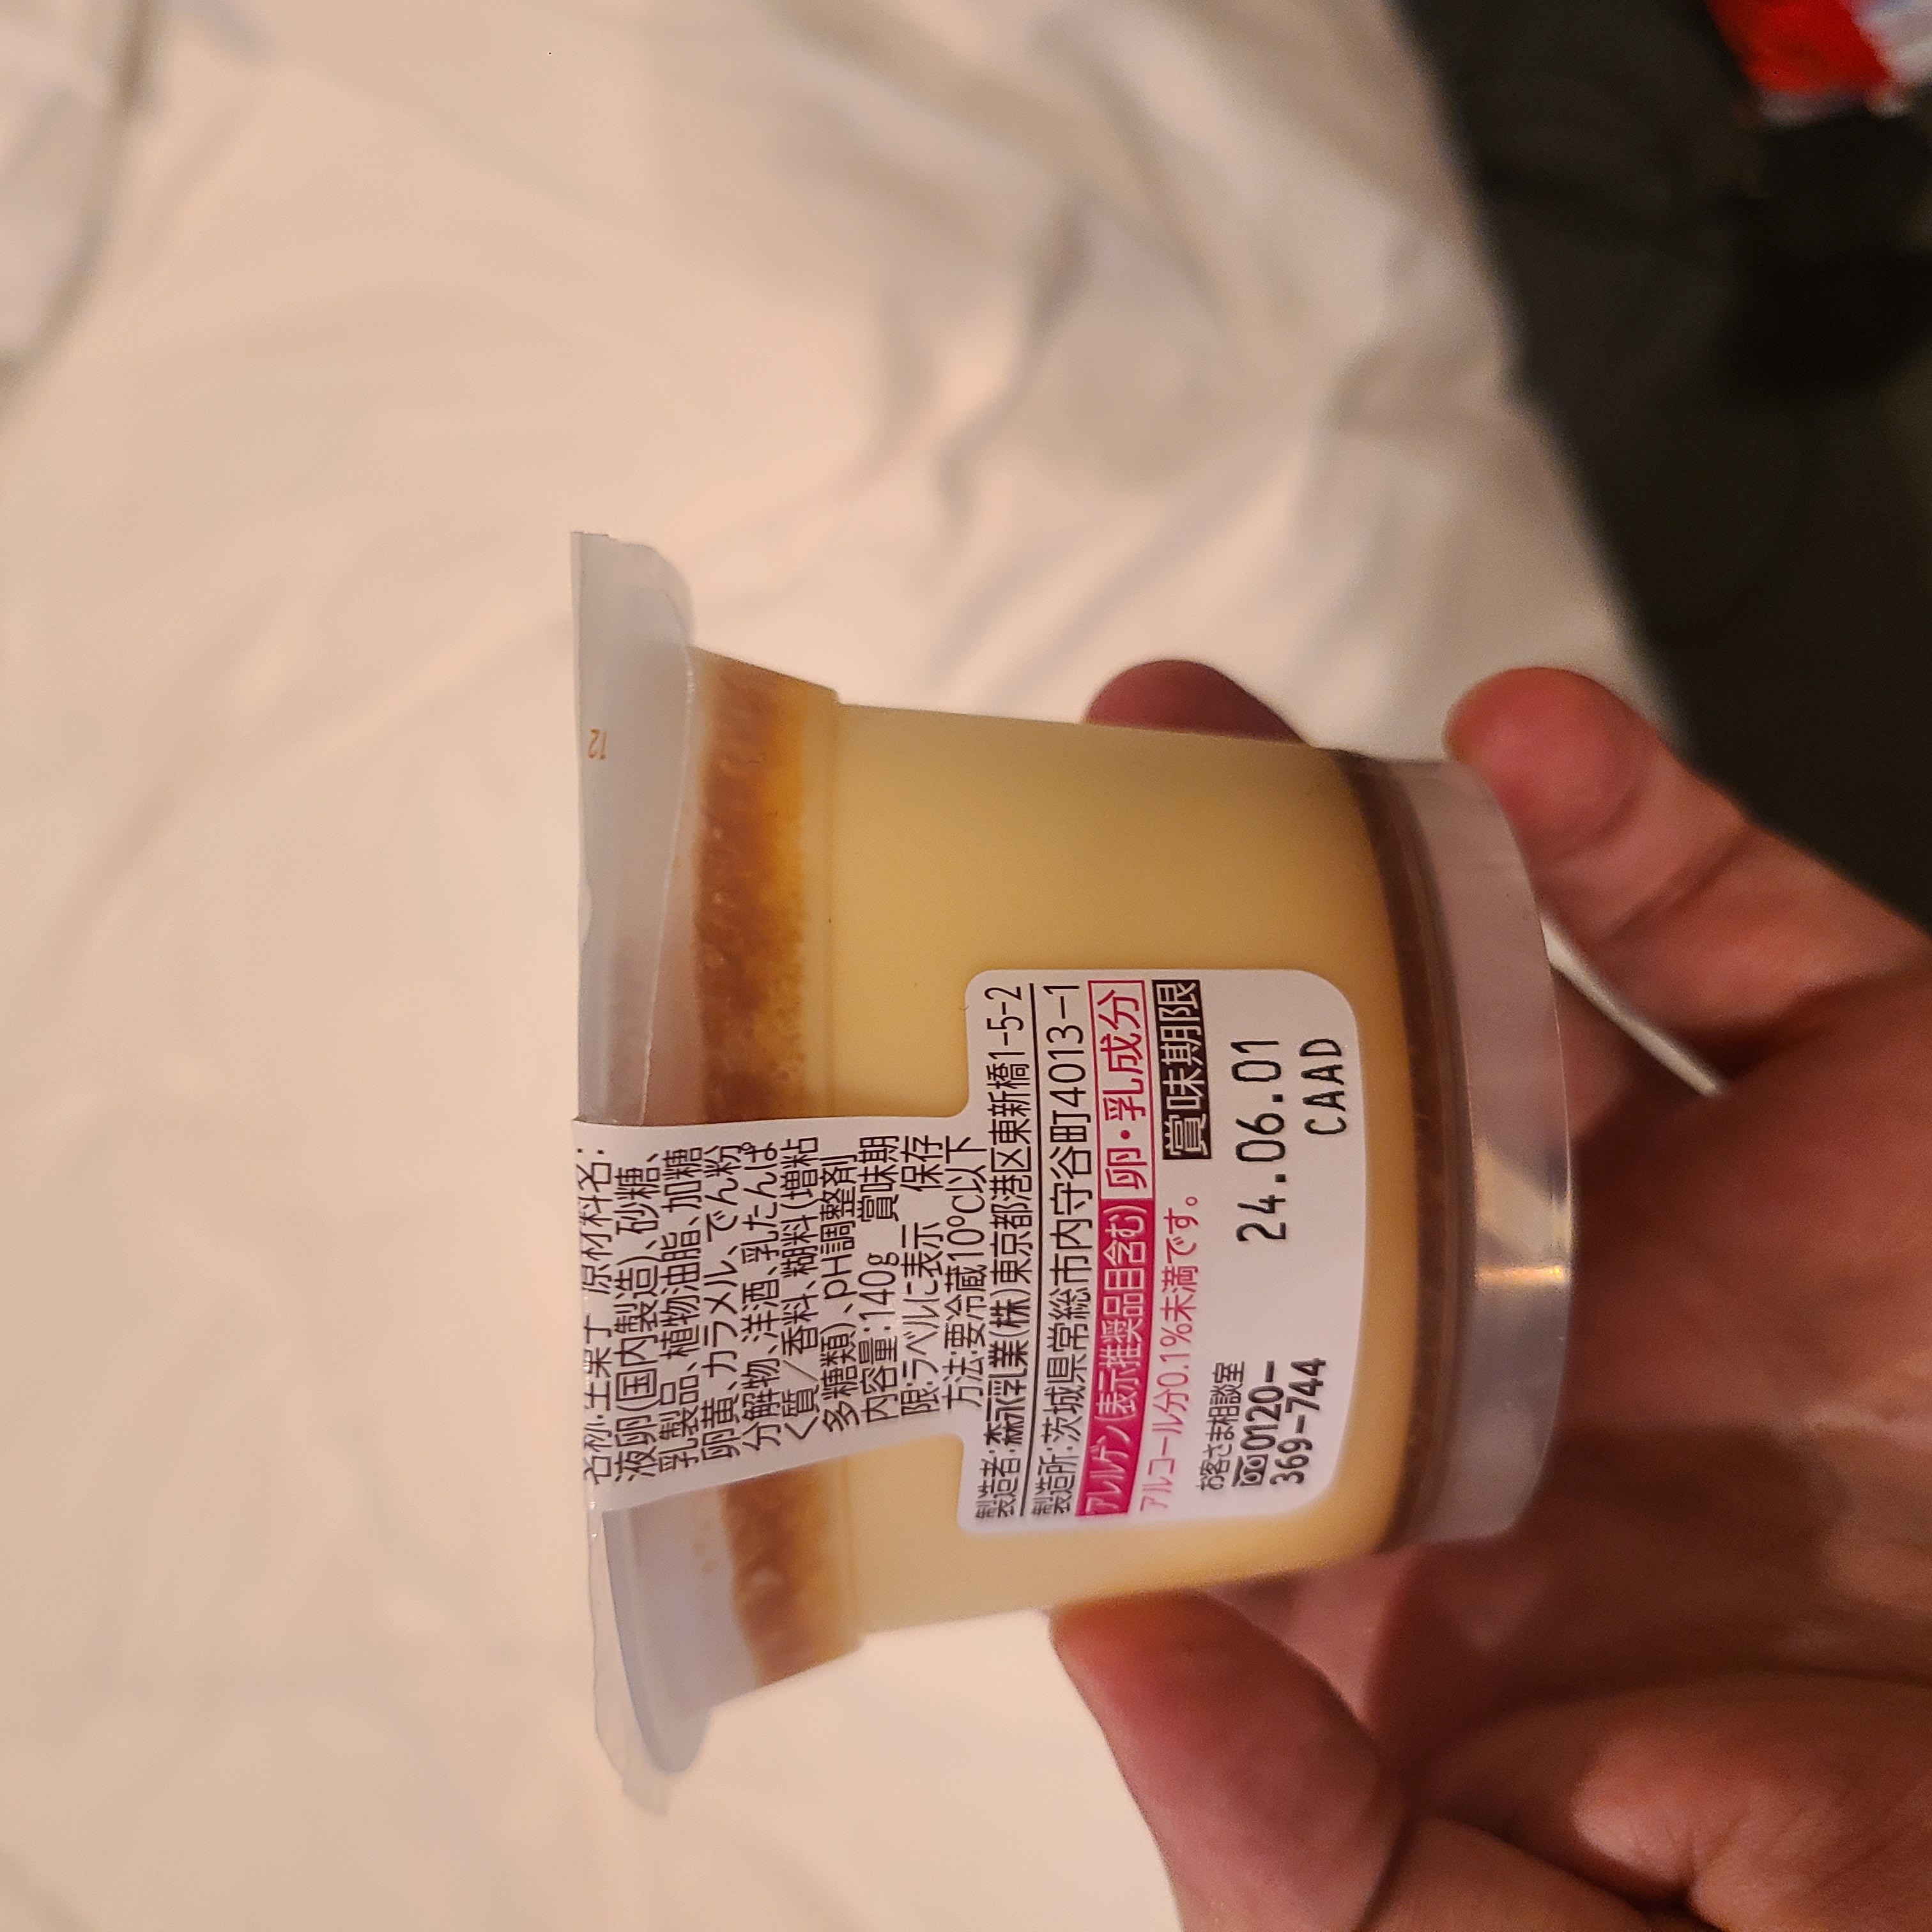 名称:生菓子 原材料名:
液卵(国内製造)、砂糖、
乳製品、植物油脂、加糖
卵黄、カラメル、でん粉
分解物、洋酒、乳たんぱ
く質/香料、糊料(増粘
多糖類)、pH調整剤
内容量:140g 賞味期
限:ラベルに表示 保存
方法:要冷蔵10℃以下
製造者:森永乳業(株)東京都港区東新橋1-5-2
製造所:茨城県常総市内守谷町4013-1
アレルゲン(表示推奨品目含む) 卵・乳成分
アルコール分0.1%未満です。
賞味期限
24.06.01
CAAD
お客さま相談室
0120-
369-744
12